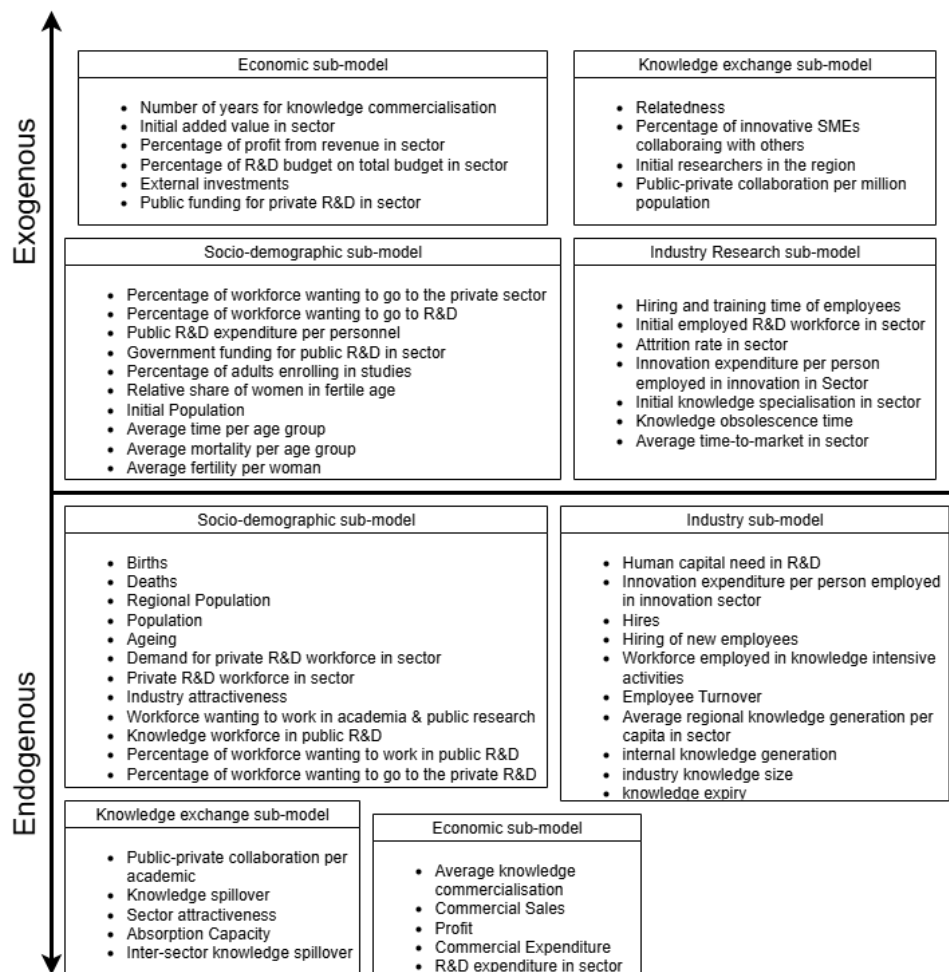 Exogenous
Economic sub-model
• Number of years for knowledge commercialisation
• Initial added value in sector
• Percentage of profit from revenue in sector
• Percentage of R&D budget on total budget in sector
• External investments
• Public funding for private R&D in sector
Knowledge exchange sub-model
• Relatedness
• Percentage of innovative SMEs
collaboraing with others
• Initial researchers in the region
• Public-private collaboration per million
population
Socio-demographic sub-model
• Percentage of workforce wanting to go to the private sector
• Percentage of workforce wanting to go to R&D
• Public R&D expenditure per personnel
• Government funding for public R&D in sector
• Percentage of adults enrolling in studies
• Relative share of women in fertile age
• Initial Population
• Average time per age group
• Average mortality per age group
• Average fertility per woman
Industry Research sub-model
• Hiring and training time of employees
• Initial employed R&D workforce in sector
• Attrition rate in sector
• Innovation expenditure per person
employed in innovation in Sector
• Initial knowledge specialisation in sector
• Knowledge obsolescence time
• Average time-to-market in sector
Endogenous
Socio-demographic sub-model
• Births
• Deaths
• Regional Population
• Population
• Ageing
• Demand for private R&D workforce in sector
• Private R&D workforce in sector
• Industry attractiveness
• Workforce wanting to work in academia & public research
• Knowledge workforce in public R&D
• Percentage of workforce wanting to work in public R&D
• Percentage of workforce wanting to go to the private R&D
Industry sub-model
• Human capital need in R&D
• Innovation expenditure per person employed
in innovation sector
• Hires
• Hiring of new employees
• Workforce employed in knowledge intensive
activities
• Employee Turnover
• Average regional knowledge generation per
capita in sector
• internal knowledge generation
• industry knowledge size
• knowledge expiry
Knowledge exchange sub-model
• Public-private collaboration per
academic
• Knowledge spillover
• Sector attractiveness
• Absorption Capacity
• Inter-sector knowledge spillover
Economic sub-model
• Average knowledge
commercialisation
• Commercial Sales
• Profit
• Commercial Expenditure
• R&D expenditure in sector